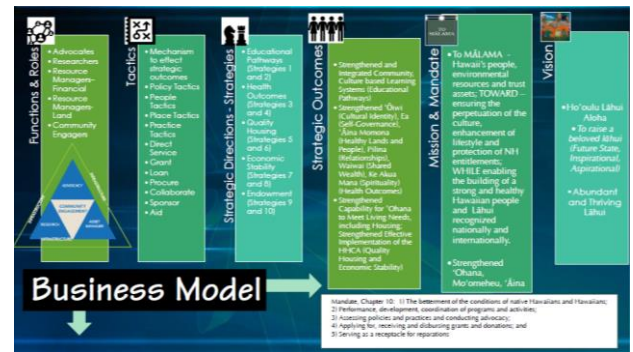 Functions & Roles
• Advocates
• Researchers
• Resource
Managers–
Financial
• Resource
Managers-
Land
• Community
Engagers
ADVOCACY
COMMUNITY
ENGAGEMENT
RESEARCH
INFRASTRUCTURE
Tactics
• Mechanism
to effect
strategic
outcomes
• Policy Tactics
• People
Tactics
• Place Tactics
• Practice
Tactics
• Direct
Service
• Grant
• Loan
• Procure
• Collaborate
• Sponsor
• Aid
Strategic Directions - Strategies
• Educational
Pathways
(Strategies 1
and 2)
• Health
Outcomes
(Strategies 3
and 4)
• Quality
Housing
(Strategies 5
and 6)
• Economic
Stability
(Strategies 7
and 8)
• Endowment
(Strategies 9
and 10)
Strategic Outcomes
• Strengthened and
Integrated Community,
Culture based Learning
Systems (Educational
Pathways)
• Strengthened ʻŌiwi
(Cultural Identity), Ea
(Self-Governance),
ʻĀina Momona
(Healthy Lands and
People), Pilina
(Relationships),
Waiwai (Shared
Wealth), Ke Akua
Mana (Spirituality)
(Health Outcomes)
• Strengthened
Capability for ʻOhana
to Meet Living Needs,
including Housing;
Strengthened Effective
Implementation of the
HHCA (Quality
Housing and
Economic Stability)
Mission & Mandate
• To MĀLAMA -
Hawaii's people,
environmental
resources and trust
assets; TOWARD –
ensuring the
perpetuation of the
culture,
enhancement of
lifestyle and
protection of NH
entitlements;
WHILE enabling
the building of a
strong and healthy
Hawaiian people
and Lāhui
recognized
nationally and
internationally.
• Strengthened
ʻOhana,
Moʻomeheu, ʻĀina
Vision
• Hoʻoulu Lāhui
Aloha
• To raise a
beloved lāhui
(Future State,
Inspirational,
Aspirational)
• Abundant
and Thriving
Lāhui
Business Model
Mandate, Chapter 10: 1) The betterment of the conditions of native Hawaiians and Hawaiians;
2) Performance, development, coordination of programs and activities;
3) Assessing policies and practices and conducting advocacy;
4) Applying for, receiving and disbursing grants and donations; and
5) Serving as a receptacle for reparations